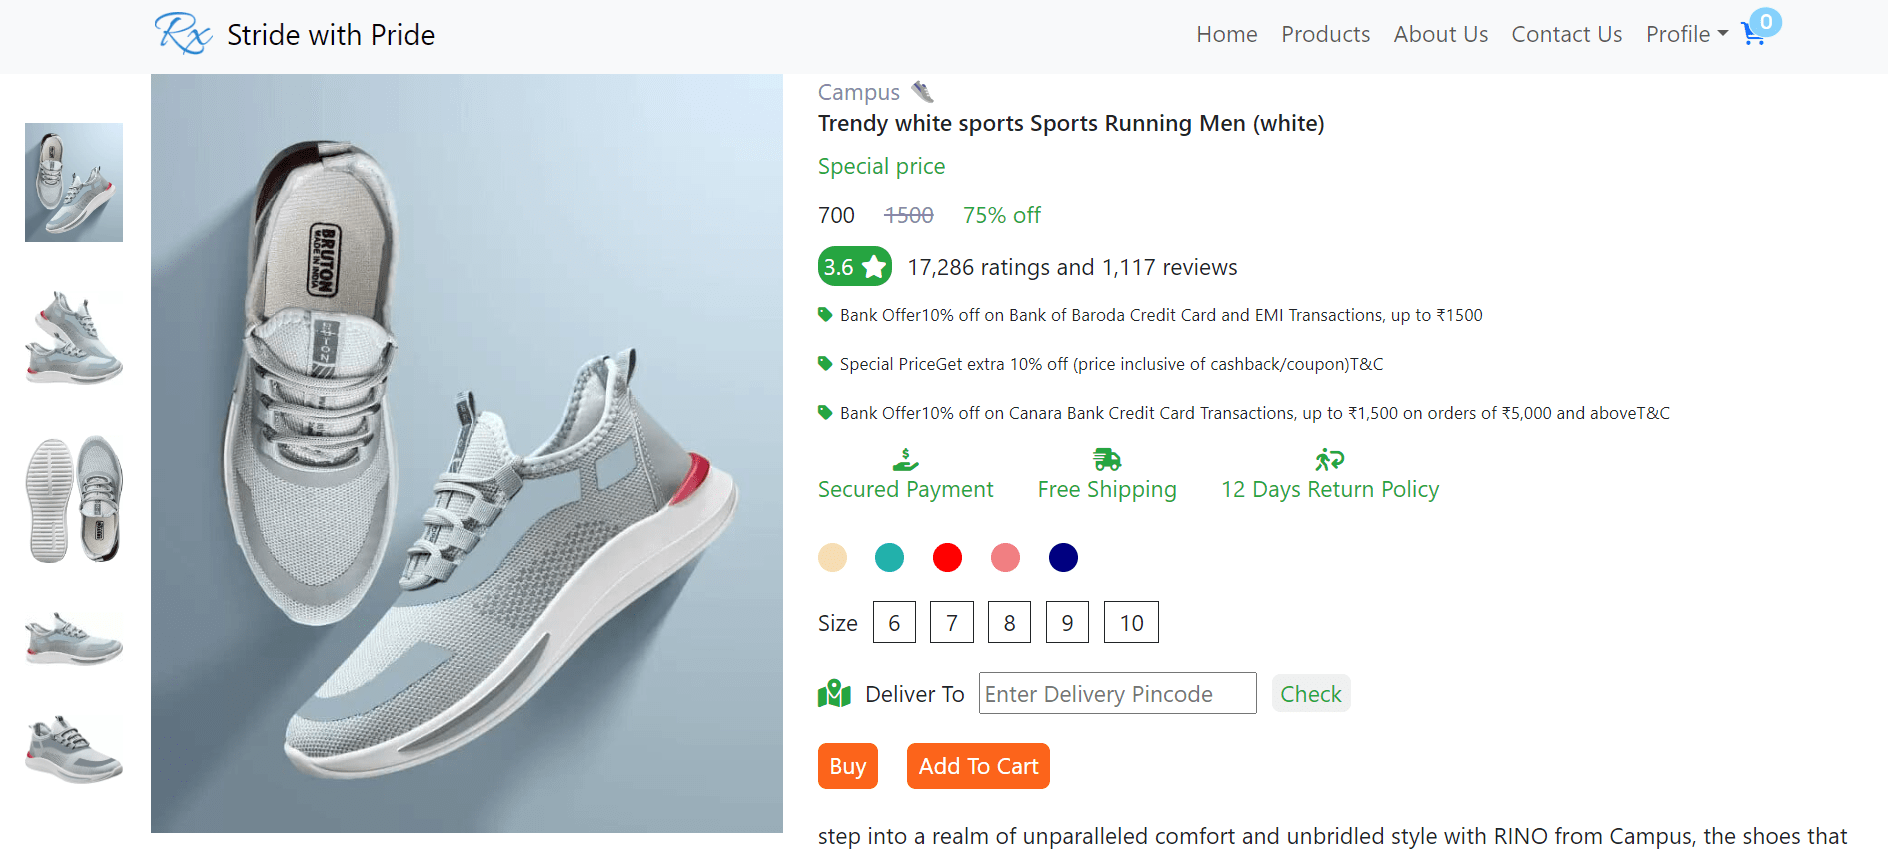 Rx Stride with Pride
Home Products About Us Contact Us Profile 0
BRUTON
MADE IN INDIA
Campus
Trendy white sports Sports Running Men (white)
Special price
700 1500 75% off
3.6 17,286 ratings and 1,117 reviews
Bank Offer10% off on Bank of Baroda Credit Card and EMI Transactions, up to ₹1500
Special PriceGet extra 10% off (price inclusive of cashback/coupon)T&C
Bank Offer10% off on Canara Bank Credit Card Transactions, up to ₹1,500 on orders of ₹5,000 and aboveT&C
Secured Payment Free Shipping 12 Days Return Policy
Size 6 7 8 9 10
Deliver To Enter Delivery Pincode Check
Buy Add To Cart
step into a realm of unparalleled comfort and unbridled style with RINO from Campus, the shoes that